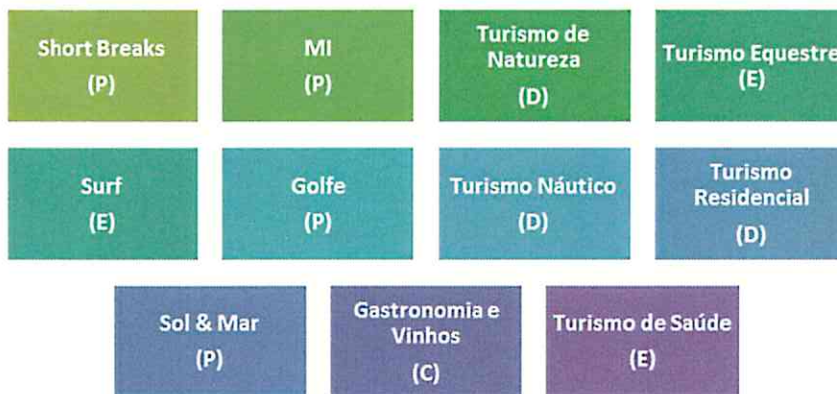 Short Breaks
(P)
MI
(P)
Turismo de
Natureza
(D)
Turismo Equestre
(E)
Surf
(E)
Golfe
(P)
Turismo Náutico
(D)
Turismo
Residencial
(D)
Sol & Mar
(P)
Gastronomia e
Vinhos
(C)
Turismo de Saúde
(E)